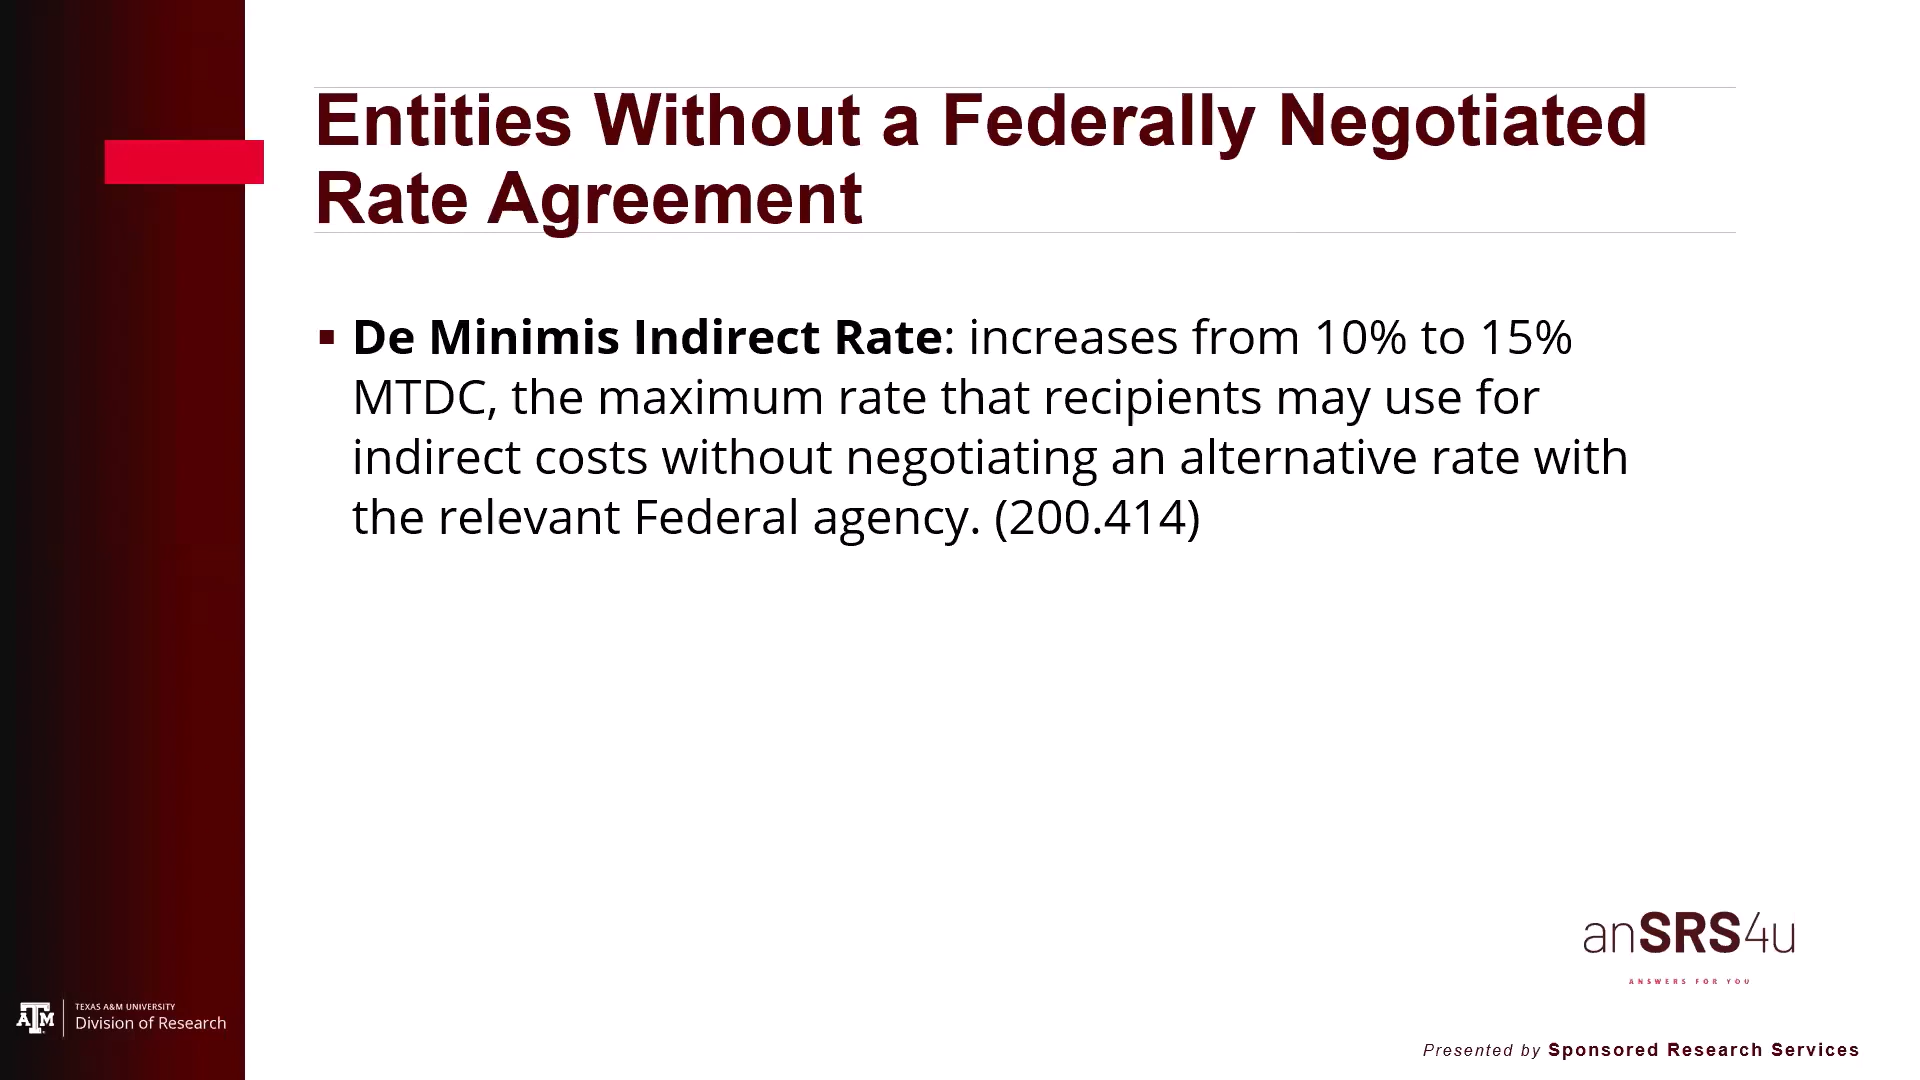 Entities Without a Federally Negotiated
Rate Agreement
▪ De Minimis Indirect Rate: increases from 10% to 15%
MTDC, the maximum rate that recipients may use for
indirect costs without negotiating an alternative rate with
the relevant Federal agency. (200.414)
anSRS4u
ANSWERS FOR YOU
ATM
TEXAS A&M UNIVERSITY
Division of Research
Presented by Sponsored Research Services